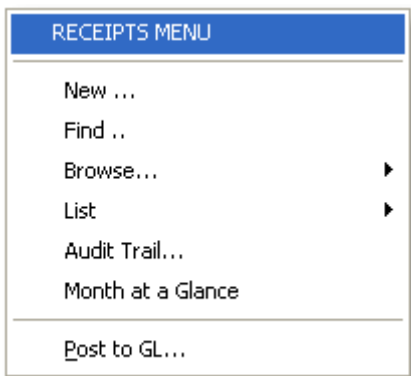 RECEIPTS MENU
New ...
Find ..
Browse...
List
Audit Trail...
Month at a Glance
Post to GL...